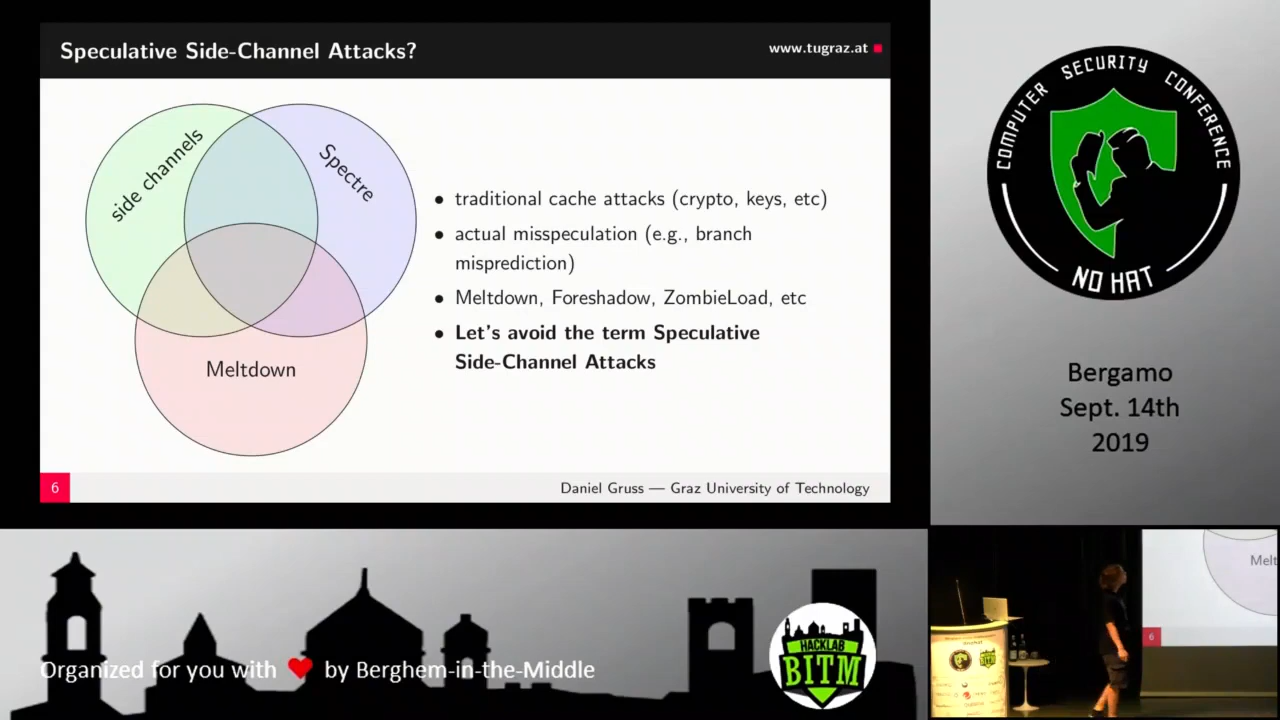 Speculative Side-Channel Attacks?
www.tugraz.at
side channels
Spectre
Meltdown
• traditional cache attacks (crypto, keys, etc)
• actual misspeculation (e.g., branch
misprediction)
• Meltdown, Foreshadow, ZombieLoad, etc
• Let's avoid the term Speculative
Side-Channel Attacks
6
Daniel Gruss — Graz University of Technology
COMPUTER SECURITY CONFERENCE
NO HAT
Bergamo
Sept. 14th
2019
Organized for you with ❤ by Berghem-in-the-Middle
HACKLAB
BITM
Melt
6